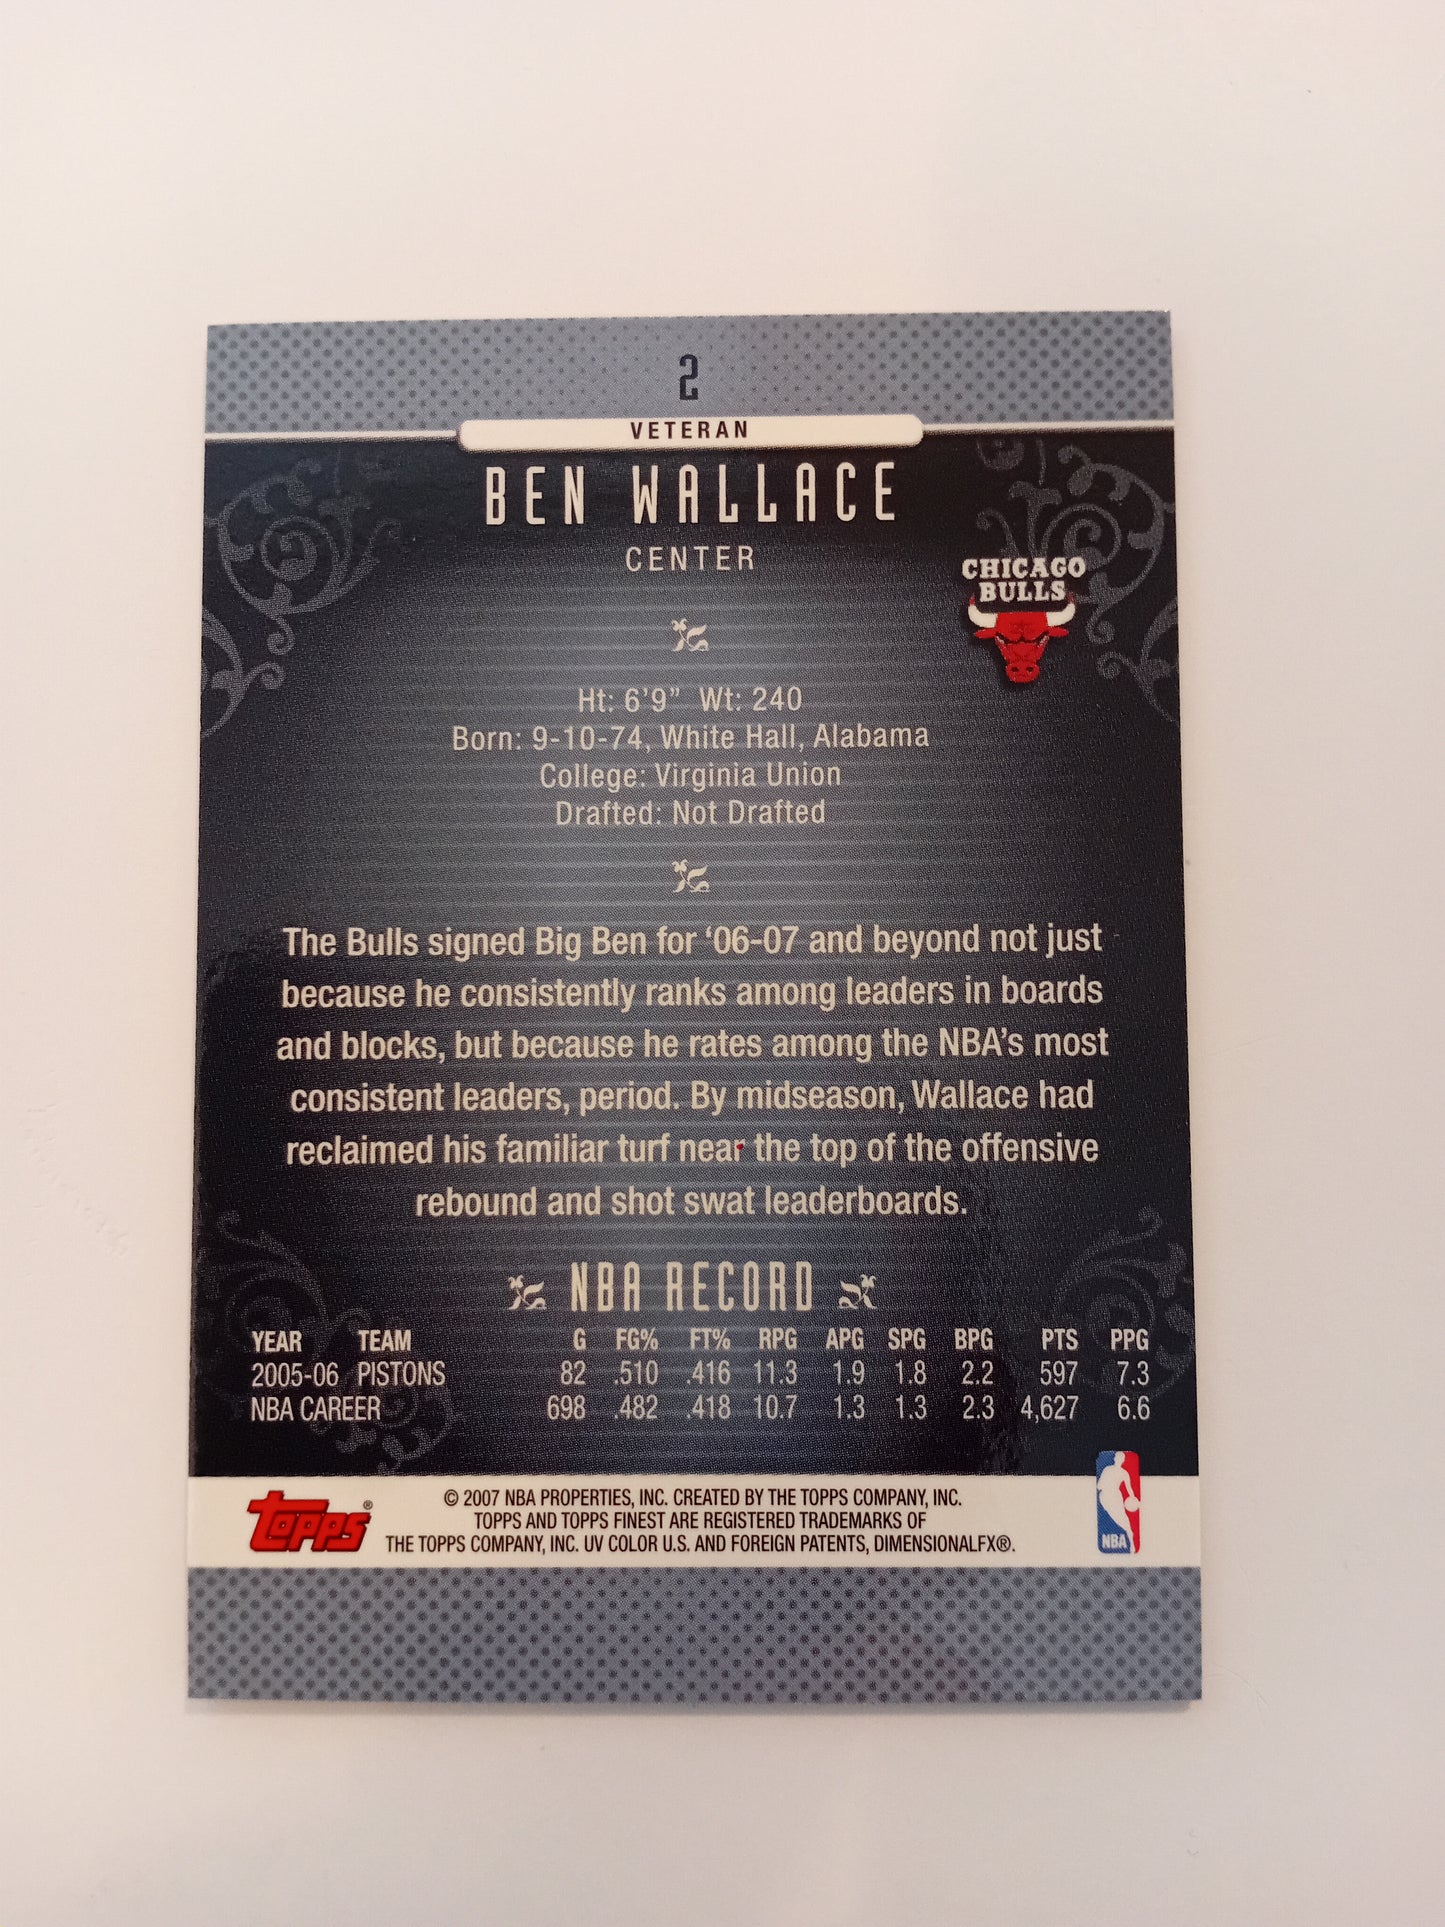 2
VETERAN
BEN WALLACE
CENTER
CHICAGO
BULLS
Ht: 6'9" Wt: 240
Born: 9-10-74, White Hall, Alabama
College: Virginia Union
Drafted: Not Drafted
The Bulls signed Big Ben for ‘06-07 and beyond not just
because he consistently ranks among leaders in boards
and blocks, but because he rates among the NBA’s most
consistent leaders, period. By midseason, Wallace had
reclaimed his familiar turf near the top of the offensive
rebound and shot swat leaderboards.
NBA RECORD
YEAR TEAM G FG% FT% RPG APG SPG BPG PTS PPG
2005-06 PISTONS 82 .510 .416 11.3 1.9 1.8 2.2 597 7.3
NBA CAREER 698 .482 .418 10.7 1.3 1.3 2.3 4,627 6.6
topps®
© 2007 NBA PROPERTIES, INC. CREATED BY THE TOPPS COMPANY, INC.
TOPPS AND TOPPS FINEST ARE REGISTERED TRADEMARKS OF
THE TOPPS COMPANY, INC. UV COLOR U.S. AND FOREIGN PATENTS, DIMENSIONALFX®.
NBA